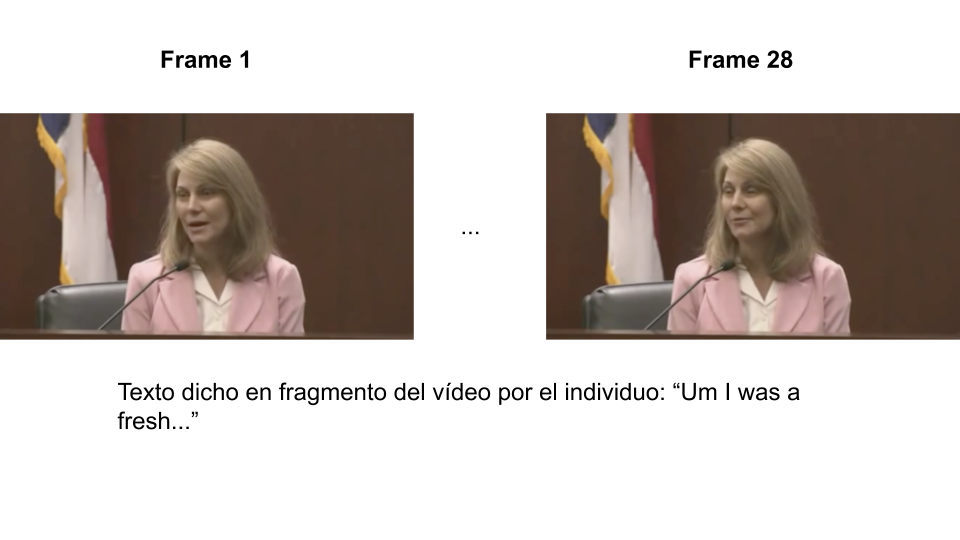 Frame 1
Frame 28
...
Texto dicho en fragmento del vídeo por el individuo: “Um I was a
fresh...”